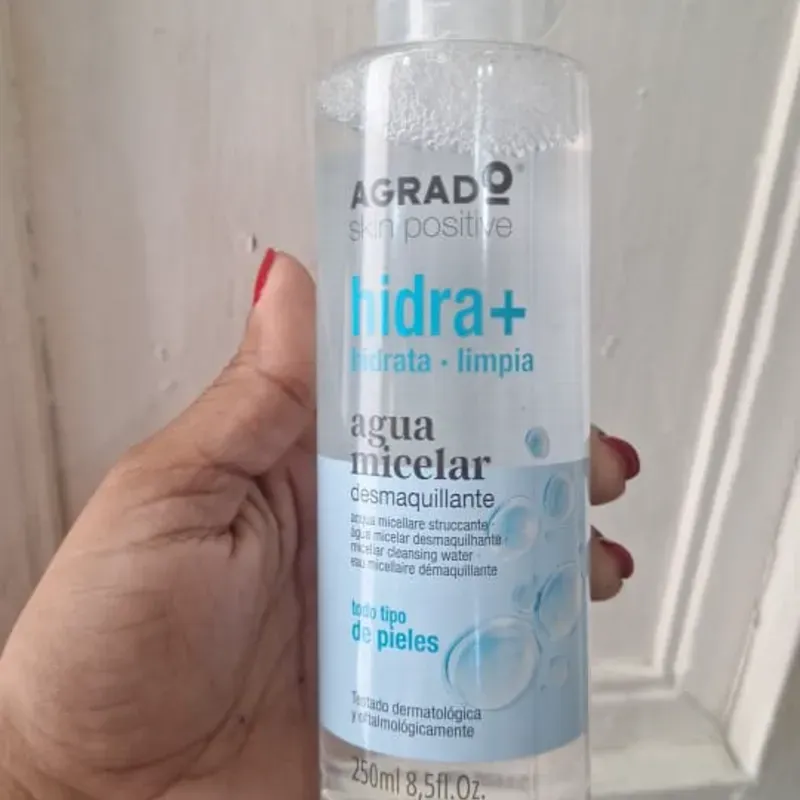 AGRADO
skin positive
hidra+
hidrata · limpia
agua
micelar
desmaquillante
acqua micellare struccante ·
água micelar desmaquilhante ·
micellar cleansing water ·
eau micellaire démaquillante
todo tipo
de pieles
Testado dermatológica
y oftalmológicamente
250ml 8,5fl.Oz.